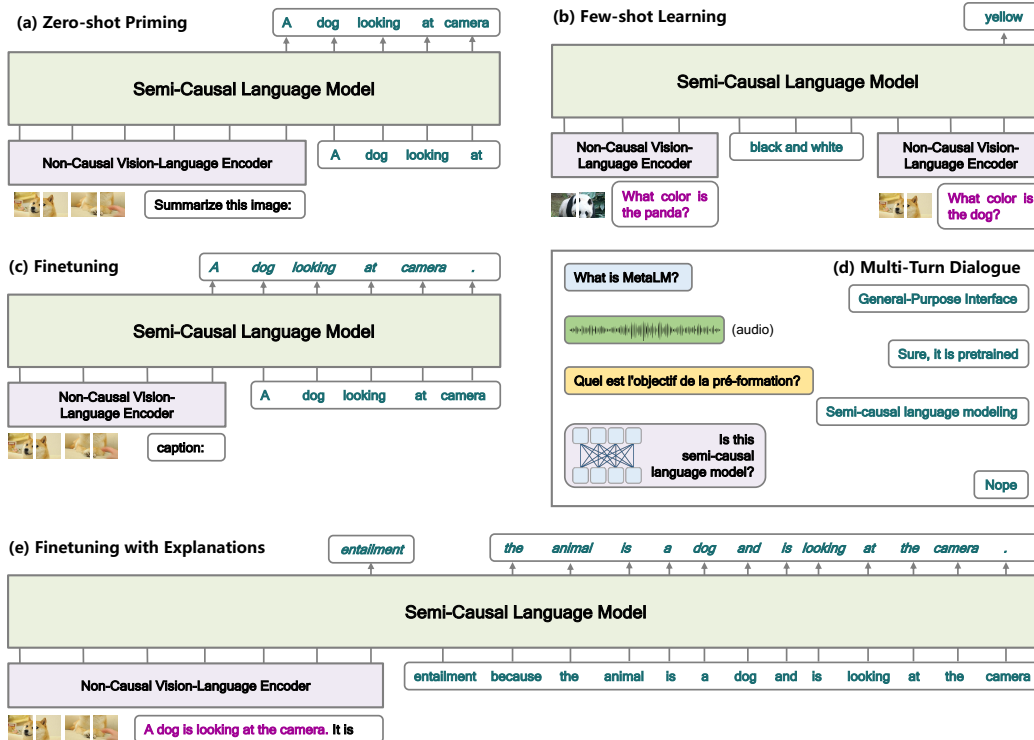 (a) Zero-shot Priming
A dog looking at camera
Semi-Causal Language Model
Non-Causal Vision-Language Encoder
A dog looking at
Summarize this image:
(b) Few-shot Learning
yellow
Semi-Causal Language Model
Non-Causal Vision-
Language Encoder
black and white
Non-Causal Vision-
Language Encoder
What color is
the panda?
What color is
the dog?
(c) Finetuning
A dog looking at camera .
Semi-Causal Language Model
Non-Causal Vision-
Language Encoder
A dog looking at camera
caption:
(d) Multi-Turn Dialogue
What is MetaLM?
General-Purpose Interface
(audio)
Sure, it is pretrained
Quel est l'objectif de la pré-formation?
Semi-causal language modeling
Is this
semi-causal
language model?
Nope
(e) Finetuning with Explanations
entailment
the animal is a dog and is looking at the camera .
Semi-Causal Language Model
Non-Causal Vision-Language Encoder
entailment because the animal is a dog and is looking at the camera
A dog is looking at the camera. It is